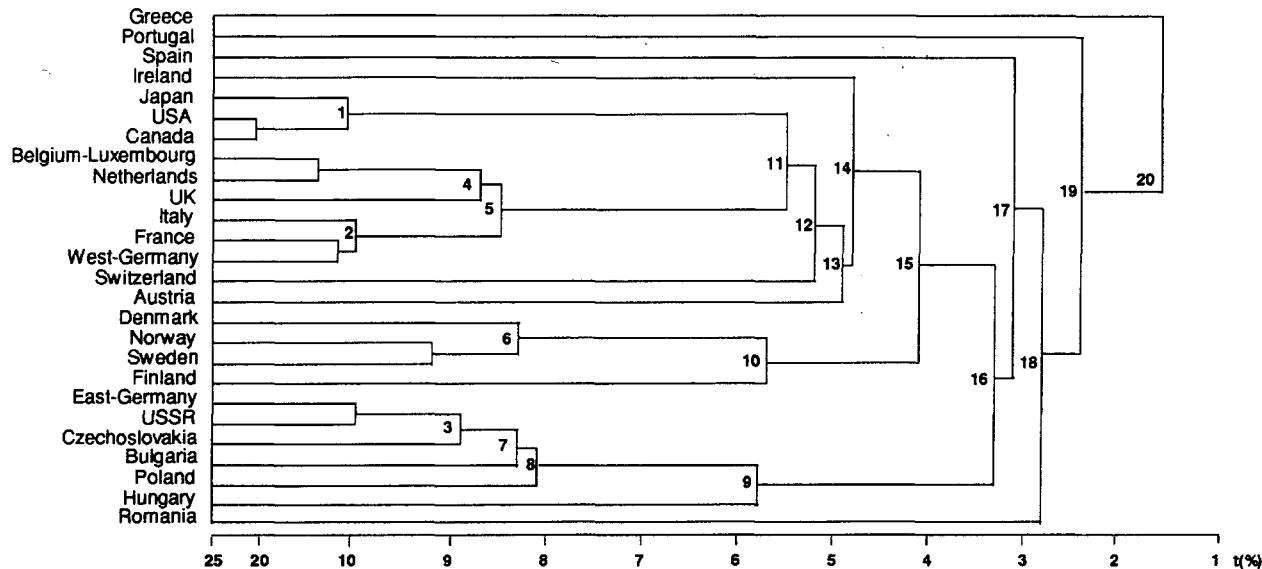 Greece
Portugal
Spain
Ireland
Japan
USA
Canada
Belgium-Luxembourg
Netherlands
UK
Italy
France
West-Germany
Switzerland
Austria
Denmark
Norway
Sweden
Finland
East-Germany
USSR
Czechoslovakia
Bulgaria
Poland
Hungary
Romania
1
2
3
4
5
6
7
8
9
10
11
12
13
14
15
16
17
18
19
20
25 20 10 9 8 7 6 5 4 3 2 1 t(%)